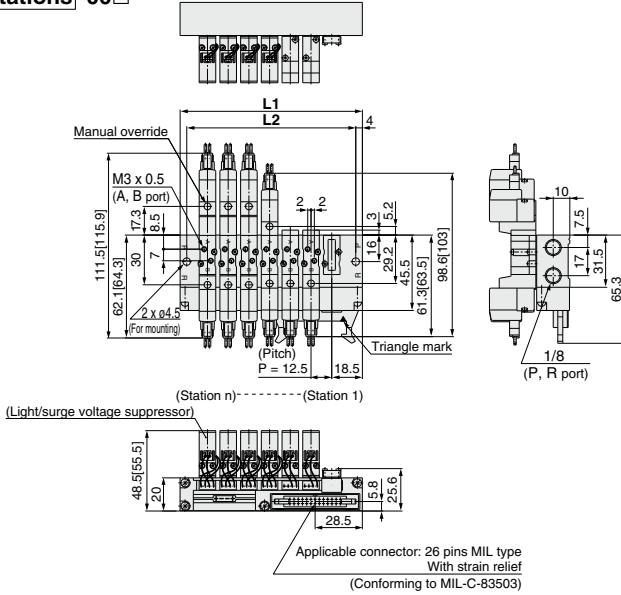 L1
L2
4
Manual override
M3 x 0.5
(A, B port)
111.5[115.9]
62.1[64.3]
17.3
8.5
30
7
2 x ø4.5
(For mounting)
2
2
3
5.2
16
29.2
45.5
61.3[63.5]
98.6[103]
(Pitch)
P = 12.5
18.5
Triangle mark
10
7.5
17
31.5
65.3
1/8
(P, R port)
(Station n)--------(Station 1)
(Light/surge voltage suppressor)
48.5[55.5]
20
5.8
25.6
28.5
Applicable connector: 26 pins MIL type
With strain relief
(Conforming to MIL-C-83503)